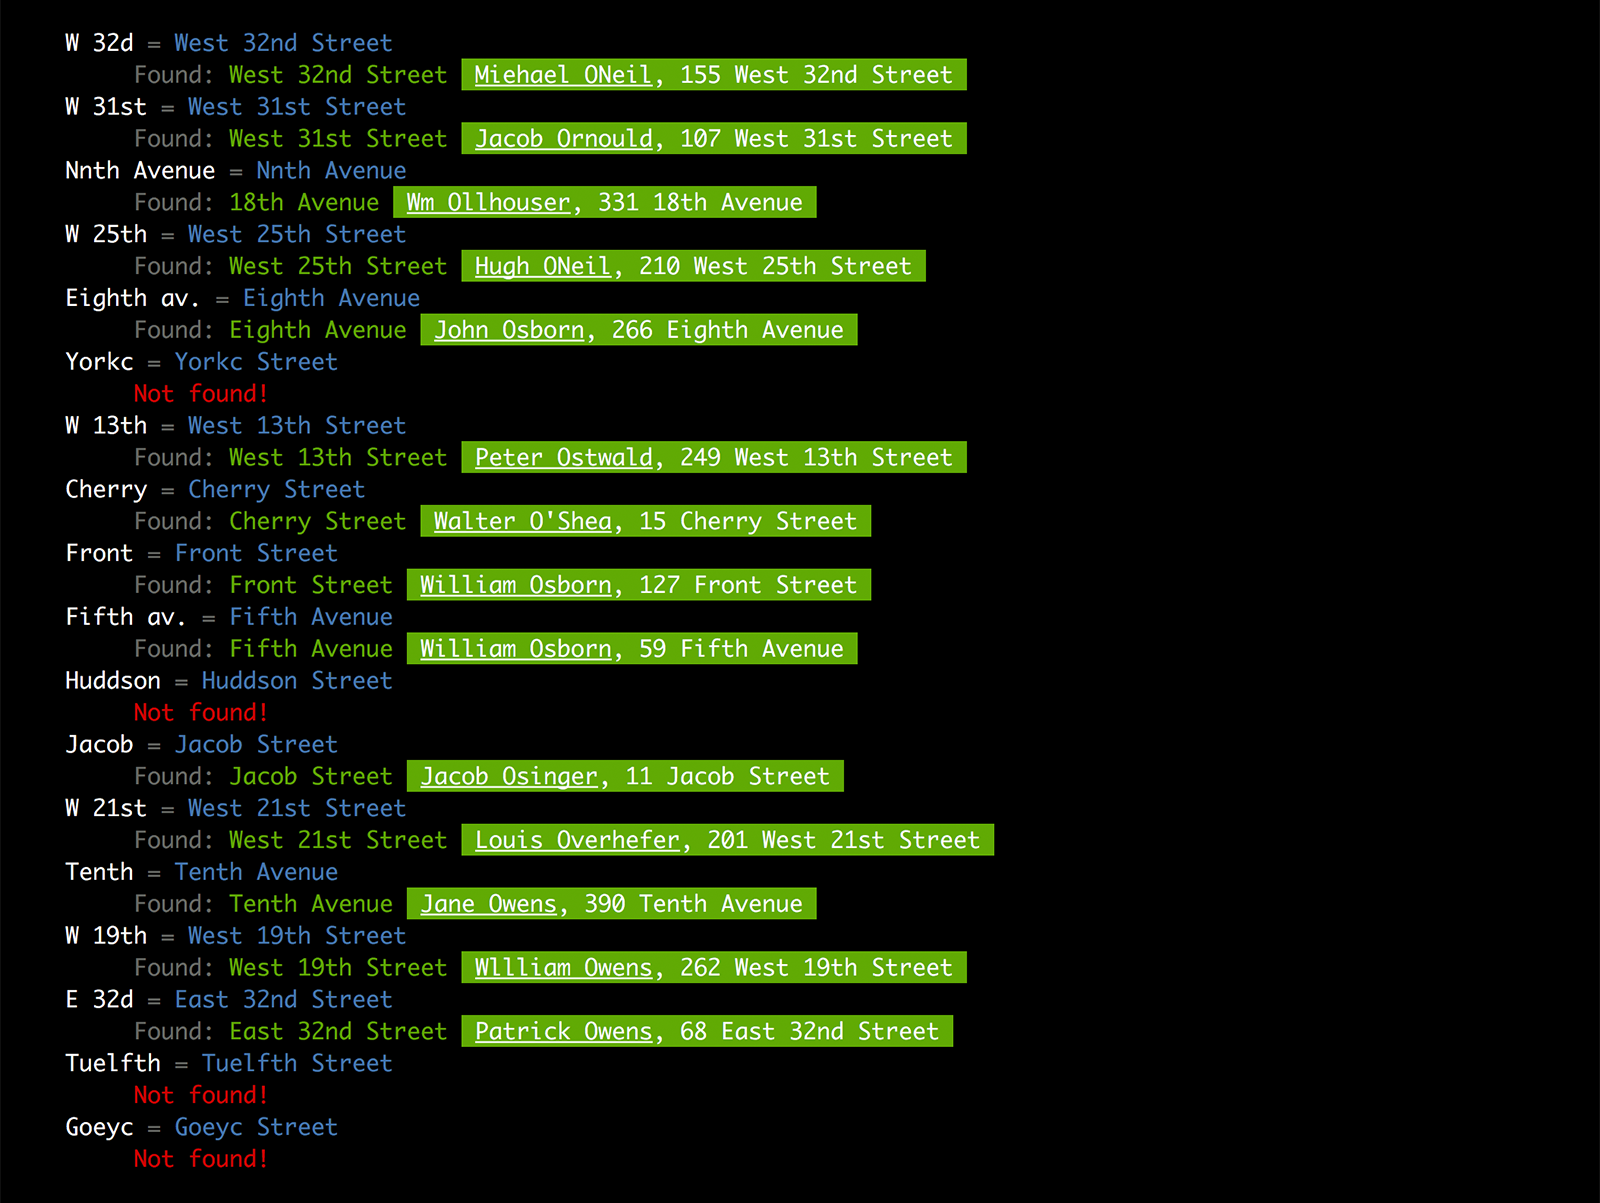 W 32d = West 32nd Street
Found: West 32nd Street Miehael ONeil, 155 West 32nd Street
W 31st = West 31st Street
Found: West 31st Street Jacob Ornould, 107 West 31st Street
Nnth Avenue = Nnth Avenue
Found: 18th Avenue Wm Ollhouser, 331 18th Avenue
W 25th = West 25th Street
Found: West 25th Street Hugh ONeil, 210 West 25th Street
Eighth av. = Eighth Avenue
Found: Eighth Avenue John Osborn, 266 Eighth Avenue
Yorkc = Yorkc Street
Not found!
W 13th = West 13th Street
Found: West 13th Street Peter Ostwald, 249 West 13th Street
Cherry = Cherry Street
Found: Cherry Street Walter O'Shea, 15 Cherry Street
Front = Front Street
Found: Front Street William Osborn, 127 Front Street
Fifth av. = Fifth Avenue
Found: Fifth Avenue William Osborn, 59 Fifth Avenue
Huddson = Huddson Street
Not found!
Jacob = Jacob Street
Found: Jacob Street Jacob Osinger, 11 Jacob Street
W 21st = West 21st Street
Found: West 21st Street Louis Overhefer, 201 West 21st Street
Tenth = Tenth Avenue
Found: Tenth Avenue Jane Owens, 390 Tenth Avenue
W 19th = West 19th Street
Found: West 19th Street Wllliam Owens, 262 West 19th Street
E 32d = East 32nd Street
Found: East 32nd Street Patrick Owens, 68 East 32nd Street
Tuelfth = Tuelfth Street
Not found!
Goeyc = Goeyc Street
Not found!